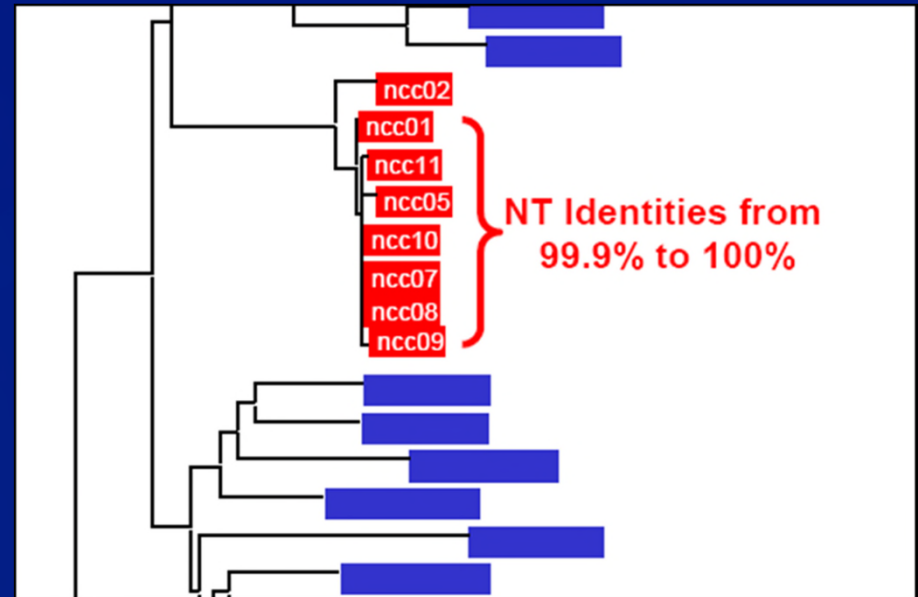 ncc02
ncc01
ncc11
ncc05
ncc10
ncc07
ncc08
ncc09
NT Identities from
99.9% to 100%